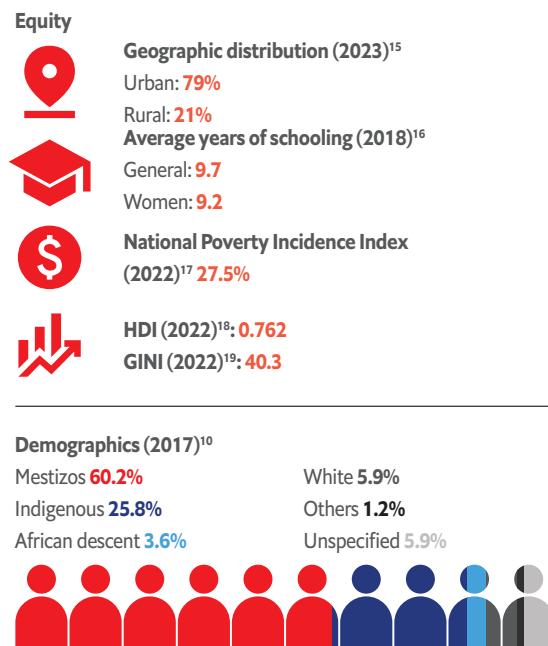 Equity
Geographic distribution (2023)¹⁵
Urban: 79%
Rural: 21%
Average years of schooling (2018)¹⁶
General: 9.7
Women: 9.2
$
National Poverty Incidence Index
(2022)¹⁷ 27.5%
HDI (2022)¹⁸: 0.762
GINI (2022)¹⁹: 40.3
Demographics (2017)¹⁰
Mestizos 60.2%
Indigenous 25.8%
African descent 3.6%
White 5.9%
Others 1.2%
Unspecified 5.9%